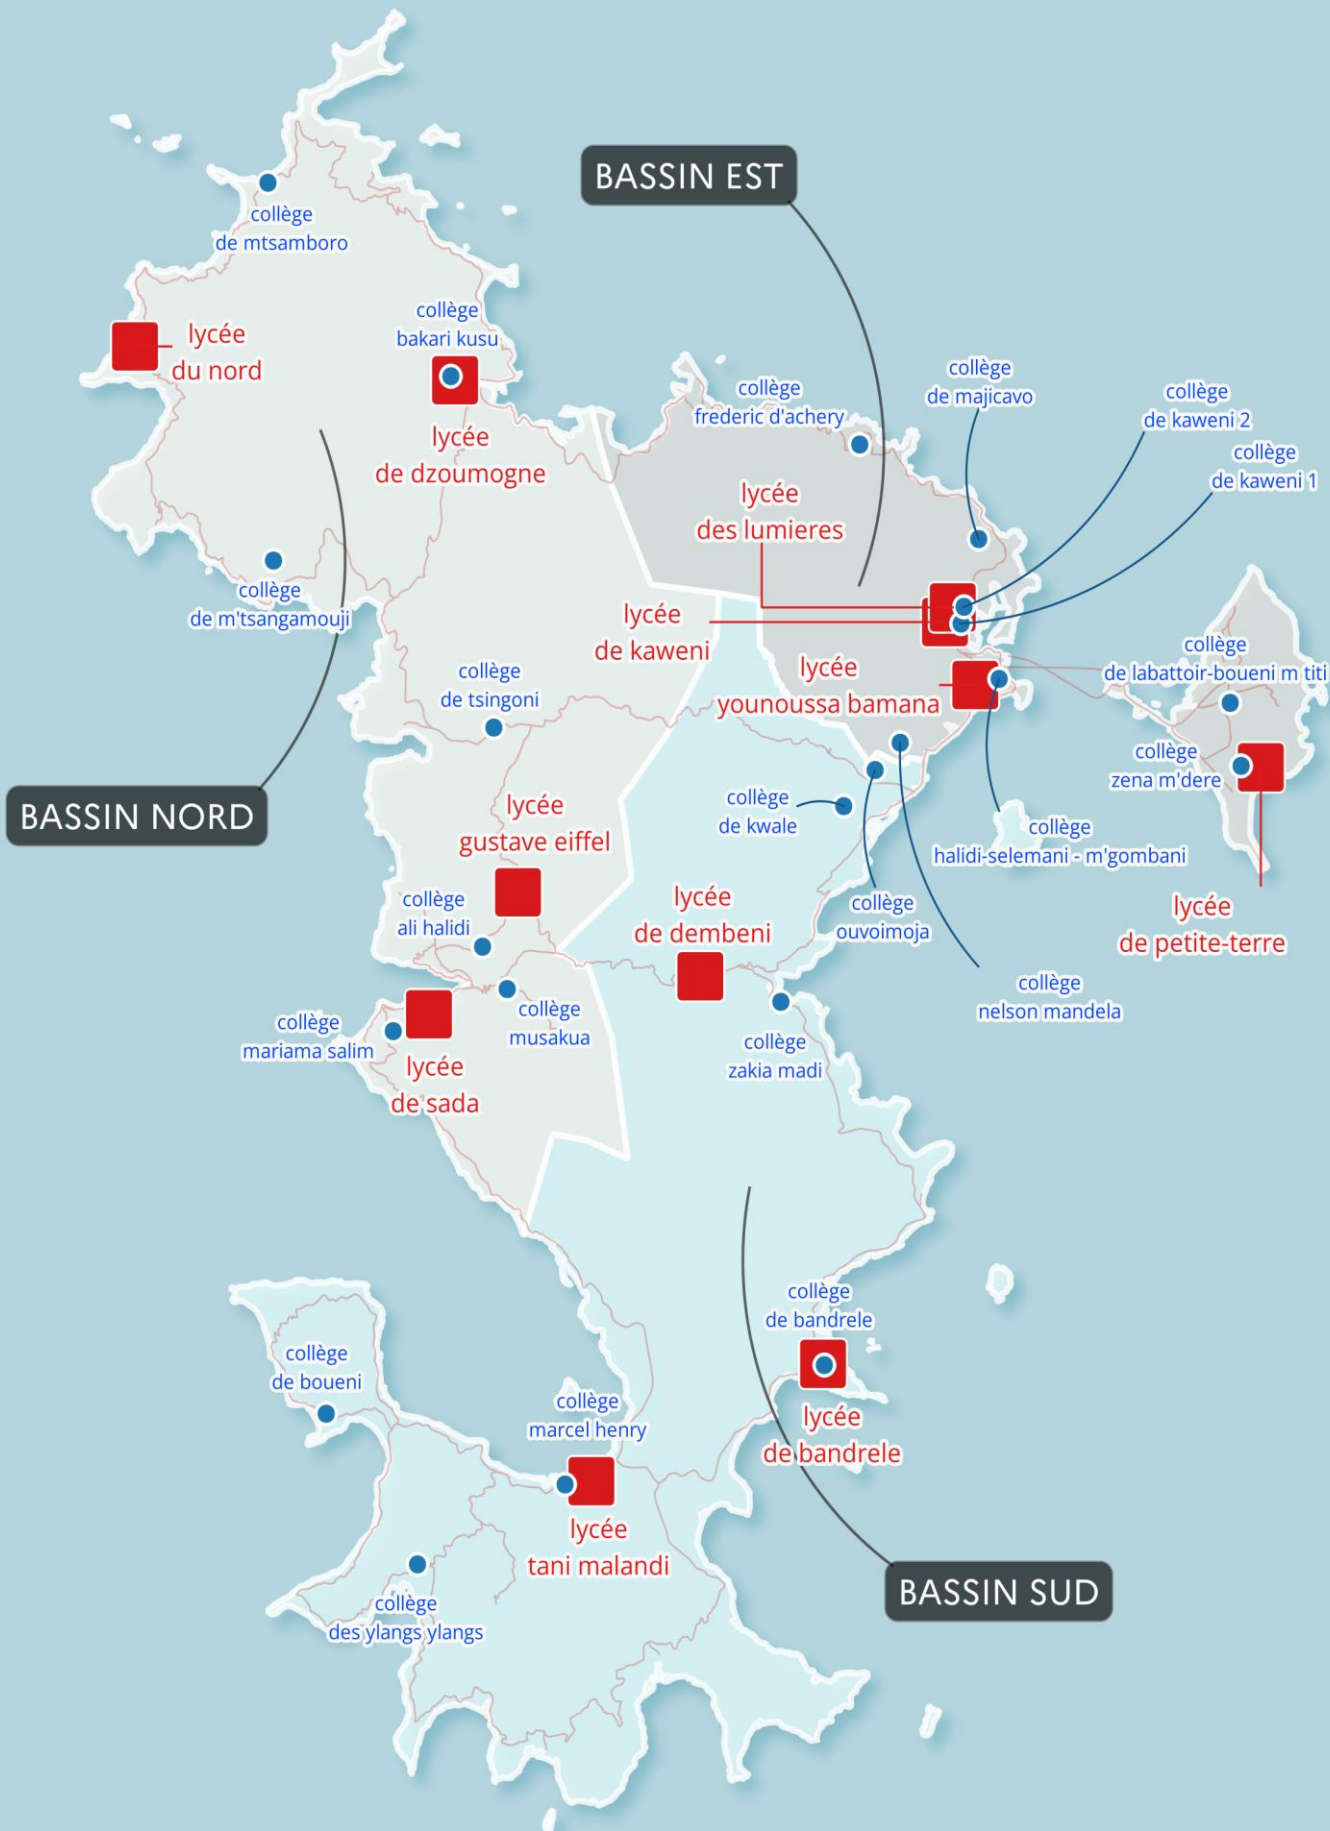 BASSIN EST
collège
de mtsamboro
collège
bakari kusu
lycée
du nord
lycée
de dzoumogne
collège
frederic d'achery
collège
de majicavo
collège
de kaweni 2
collège
de kaweni 1
lycée
des lumieres
collège
de m'tsangamouji
lycée
de kaweni
collège
de tsingoni
lycée
younoussa bamana
collège
de labattoir-boueni m titi
collège
zena m'dere
BASSIN NORD
lycée
gustave eiffel
collège
de kwale
collège
halidi-selemani - m'gombani
collège
ali halidi
lycée
de dembeni
collège
ouvoimoja
lycée
de petite-terre
collège
nelson mandela
collège
musakua
collège
mariama salim
collège
zakia madi
lycée
de sada
collège
de bandrele
collège
de boueni
collège
marcel henry
lycée
de bandrele
lycée
tani malandi
BASSIN SUD
collège
des ylangs ylangs